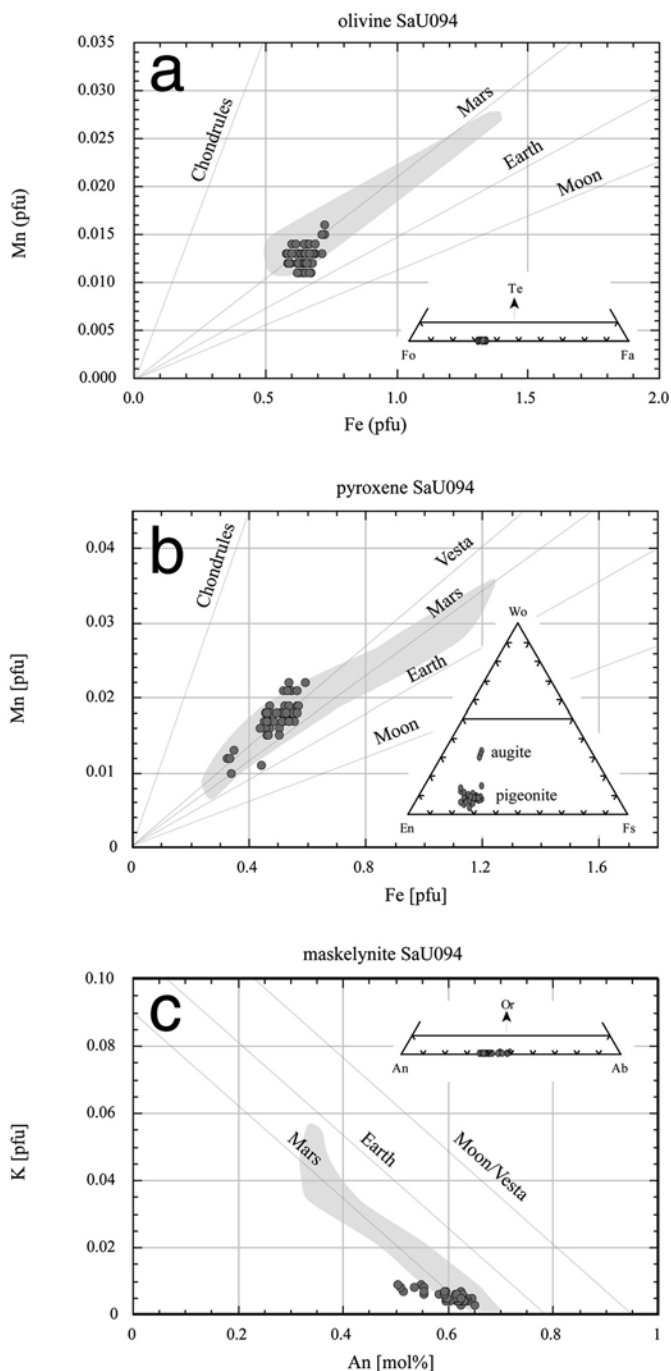 olivine SaU094
a
0.035
0.030
0.025
0.020
0.015
0.010
0.005
0.000
Mn (pfu)
Chondrules
Mars
Earth
Moon
Te
Fo
Fa
0.0
0.5
1.0
1.5
2.0
Fe (pfu)
pyroxene SaU094
b
0.04
0.03
0.02
0.01
0
Mn [pfu]
Chondrules
Vesta
Mars
Earth
Moon
Wo
augite
pigeonite
En
Fs
0
0.4
0.8
1.2
1.6
Fe [pfu]
maskelynite SaU094
c
0.10
0.08
0.06
0.04
0.02
0
K [pfu]
Or
An
Ab
Mars
Earth
Moon/Vesta
0
0.2
0.4
0.6
0.8
1
An [mol%]